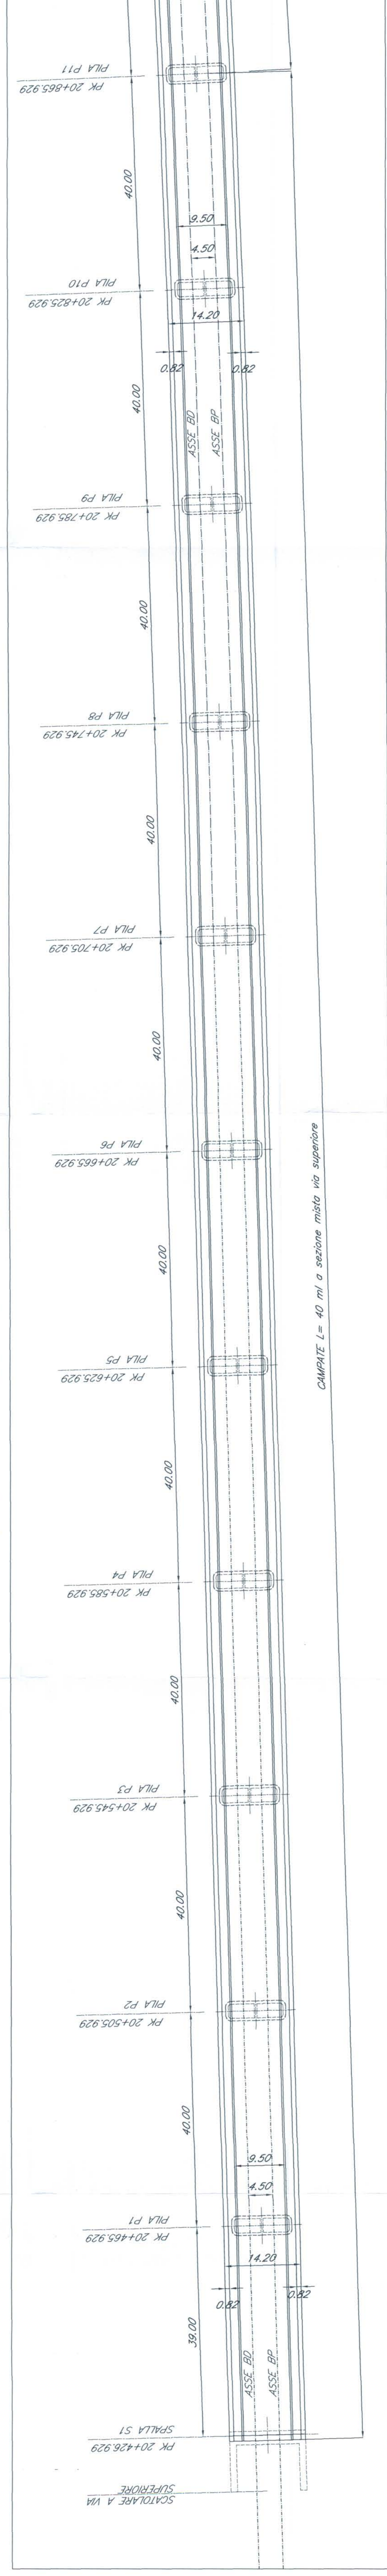 PILA P11
PK 20+865.929
40.00
9.50
4.50
PILA P10
PK 20+825.929
14.20
0.82
0.82
40.00
ASSE BD
ASSE BP
PILA P9
PK 20+785.929
40.00
PILA P8
PK 20+745.929
40.00
PILA P7
PK 20+705.929
40.00
PILA P6
PK 20+665.929
CAMPATE L= 40 ml a sezione mista via superiore
40.00
PILA P5
PK 20+625.929
40.00
PILA P4
PK 20+585.929
40.00
PILA P3
PK 20+545.929
40.00
PILA P2
PK 20+505.929
40.00
9.50
4.50
PILA P1
PK 20+465.929
14.20
0.82
0.82
39.00
ASSE BD
ASSE BP
SPALLA S1
PK 20+426.929
SCATOLARE A VIA
SUPERIORE